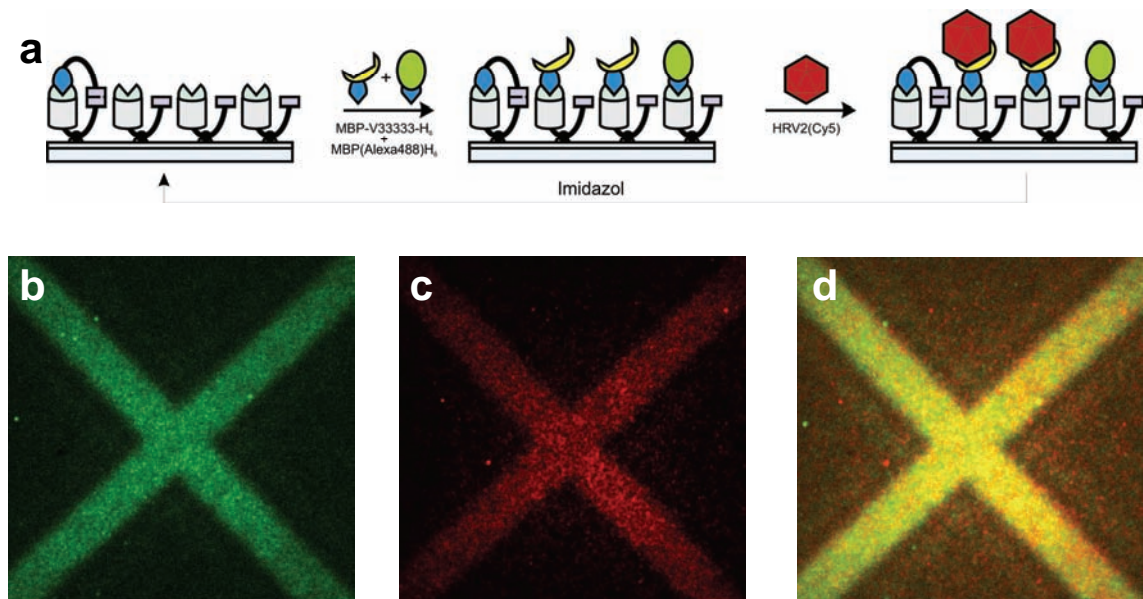 a
MBP-V33333-H₆
+
MBP(Alexa488)H₆
+
HRV2(Cy5)
Imidazol
b
c
d